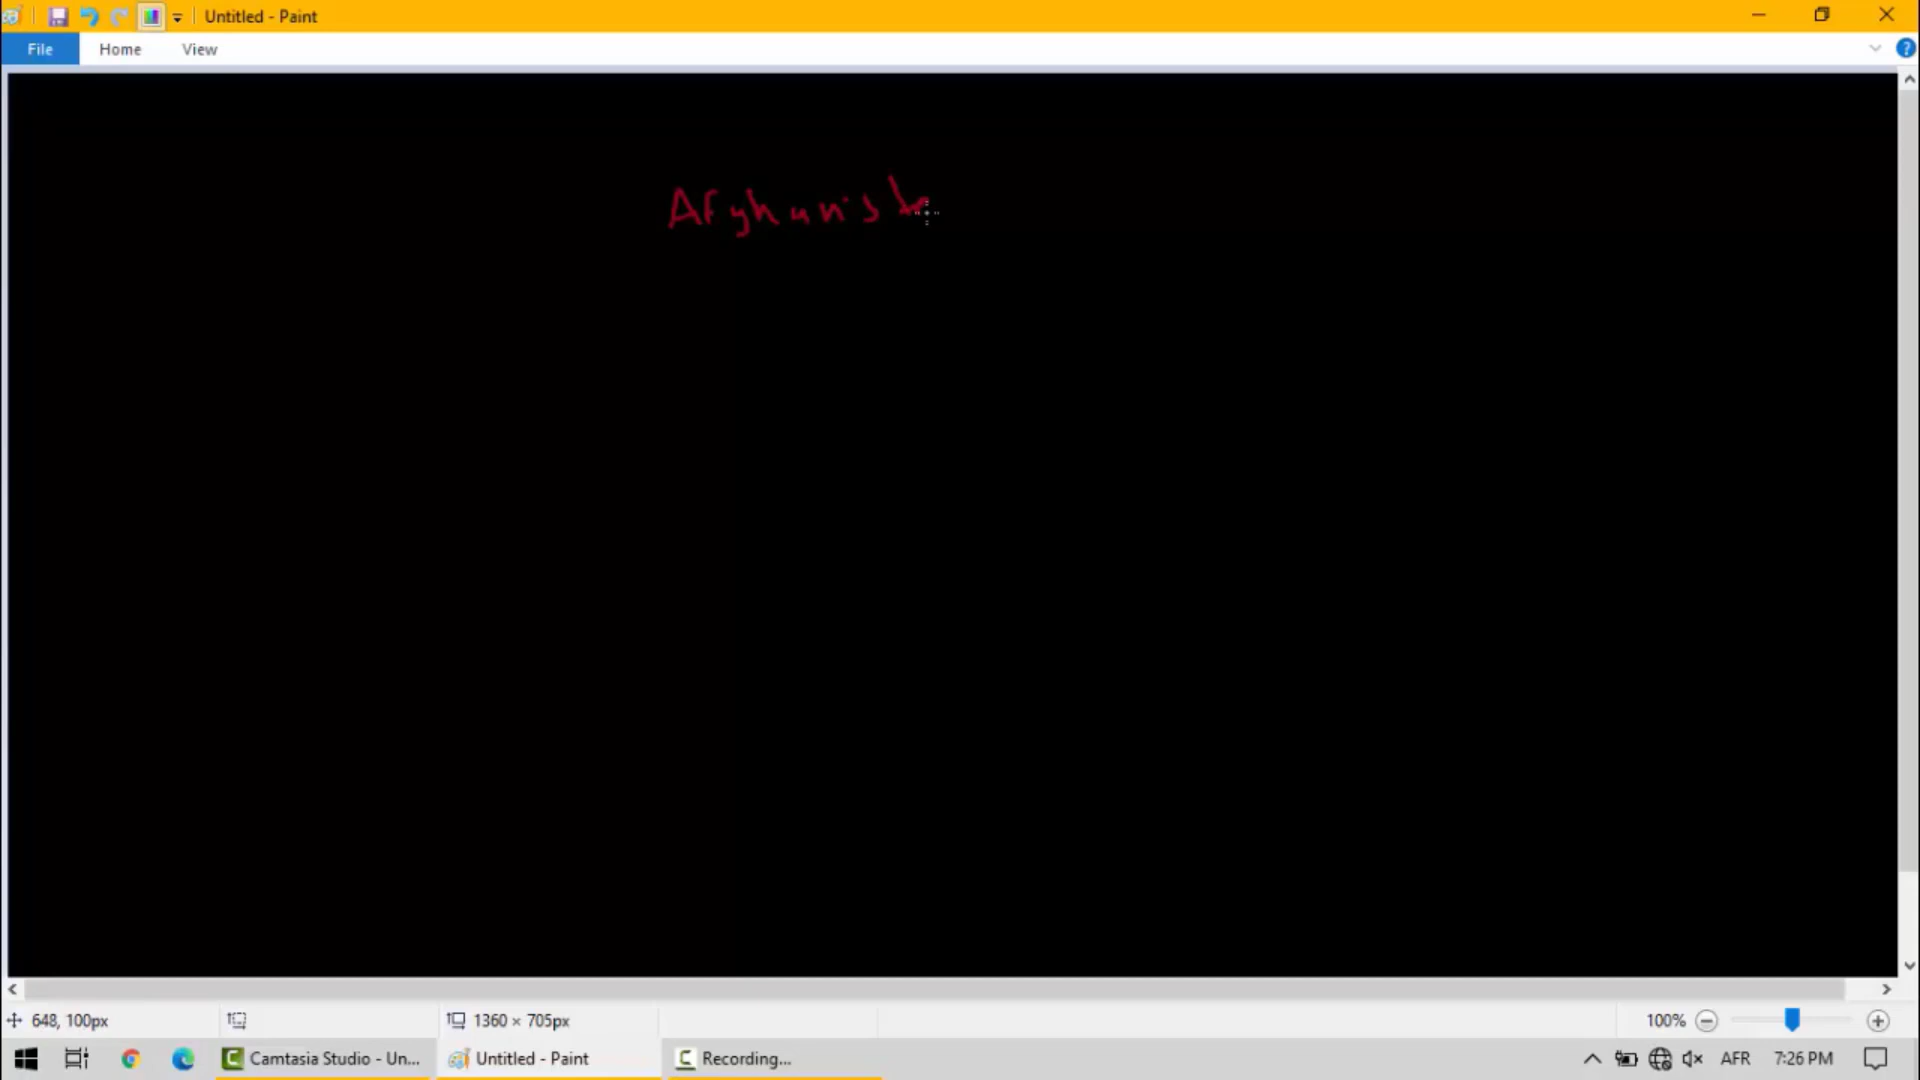 Untitled - Paint
File Home View
Afghanist
648, 100px 1360 × 705px 100%
Camtasia Studio - Un... Untitled - Paint Recording... AFR 7:26 PM